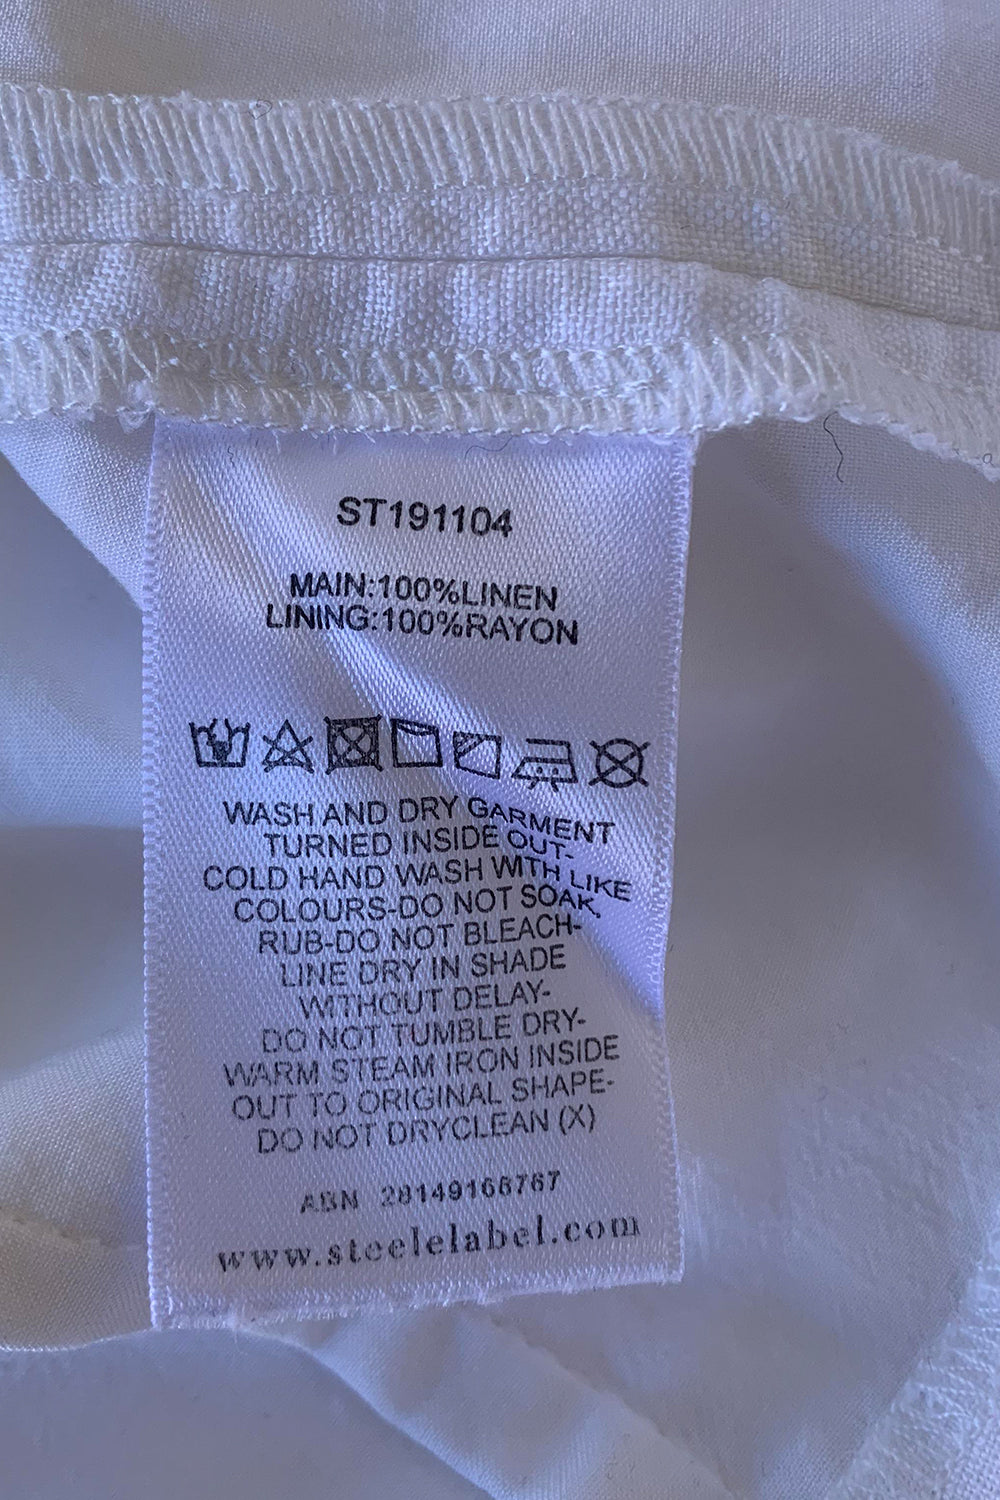 ST191104
MAIN:100%LINEN
LINING:100%RAYON
WASH AND DRY GARMENT
TURNED INSIDE OUT-
COLD HAND WASH WITH LIKE
COLOURS-DO NOT SOAK,
RUB-DO NOT BLEACH-
LINE DRY IN SHADE
WITHOUT DELAY-
DO NOT TUMBLE DRY-
WARM STEAM IRON INSIDE
OUT TO ORIGINAL SHAPE-
DO NOT DRYCLEAN (X)
ABN 28149166767
www.steelelabel.com